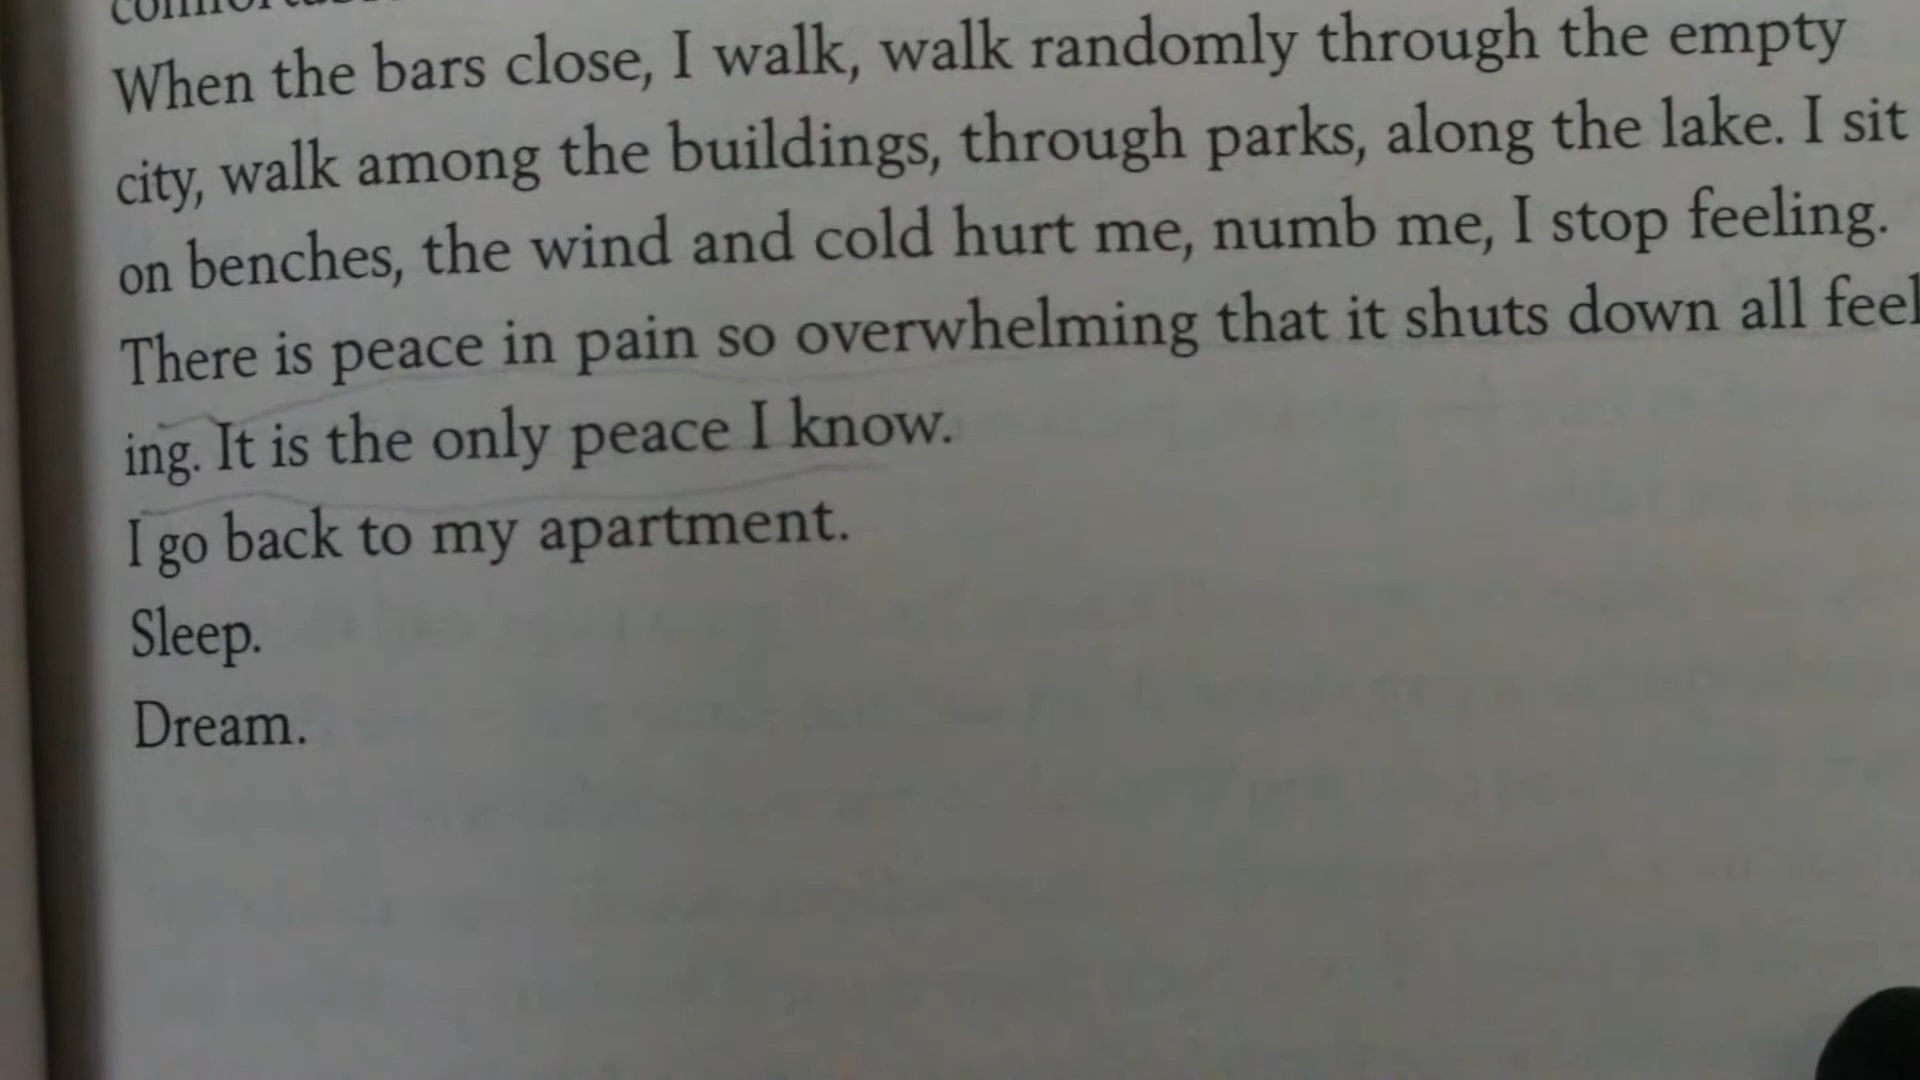 When the bars close, I walk, walk randomly through the empty
city, walk among the buildings, through parks, along the lake. I sit
on benches, the wind and cold hurt me, numb me, I stop feeling.
There is peace in pain so overwhelming that it shuts down all feel
ing. It is the only peace I know.
I go back to my apartment.
Sleep.
Dream.